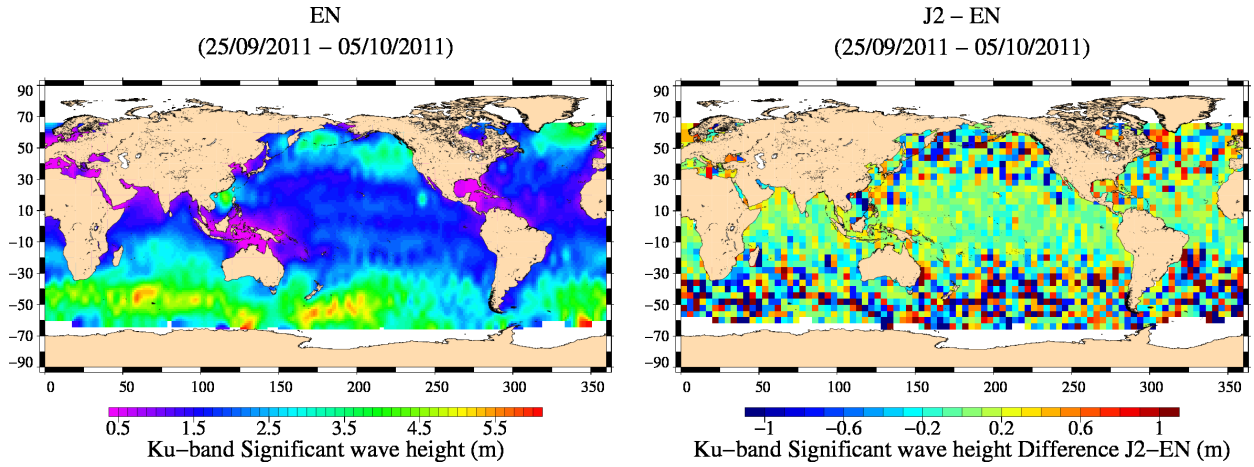 EN
(25/09/2011 − 05/10/2011)
90
70
50
30
10
−10
−30
−50
−70
−90
0 50 100 150 200 250 300 350
0.5 1.5 2.5 3.5 4.5 5.5
Ku−band Significant wave height (m)
J2 − EN
(25/09/2011 − 05/10/2011)
90
70
50
30
10
−10
−30
−50
−70
−90
0 50 100 150 200 250 300 350
−1 −0.6 −0.2 0.2 0.6 1
Ku−band Significant wave height Difference J2−EN (m)